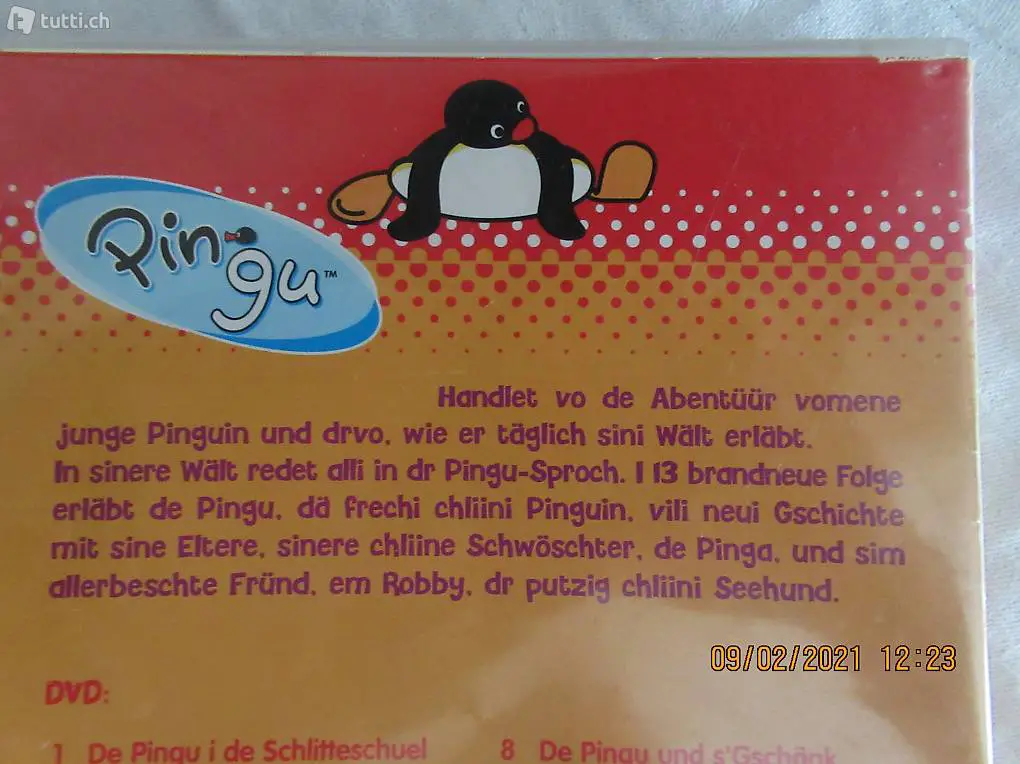 tutti.ch
Pingu™
Handlet vo de Abentüür vomene
junge Pinguin und drvo, wie er täglich sini Wält erläbt.
In sinere Wält redet alli in dr Pingu-Sproch. I 13 brandneue Folge
erläbt de Pingu, dä frechi chliini Pinguin, vili neui Gschichte
mit sine Eltere, sinere chliine Schwöschter, de Pinga, und sim
allerbeschte Fründ, em Robby, dr putzig chliini Seehund.
09/02/2021 12:23
DVD:
1 De Pingu i de Schlitteschuel
8 De Pingu und s'Gschänk